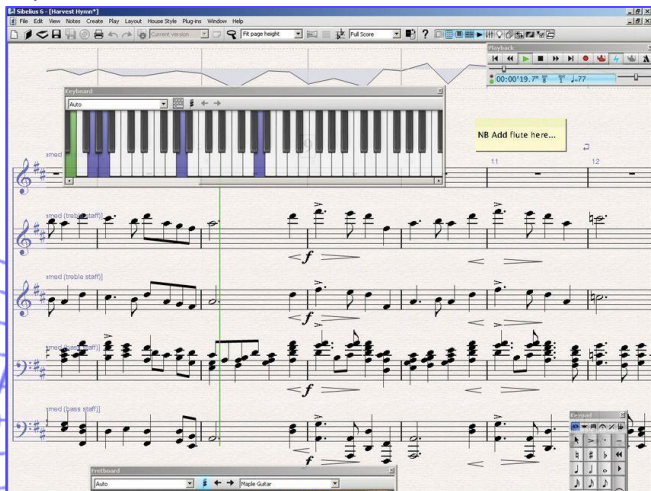 Sibelius 6 - [Harvest Hymn*]
File Edit View Notes Create Play Layout House Style Plug-ins Window Help
Current version Fit page height Full Score
Playback
00:00'19.7" ♩=77
Keyboard
Auto
NB Add flute here...
11 12
(treble staff)]
(treble staff)]
f
f
f
(bass staff)]
f
Keypad
Fretboard
Auto Maple Guitar